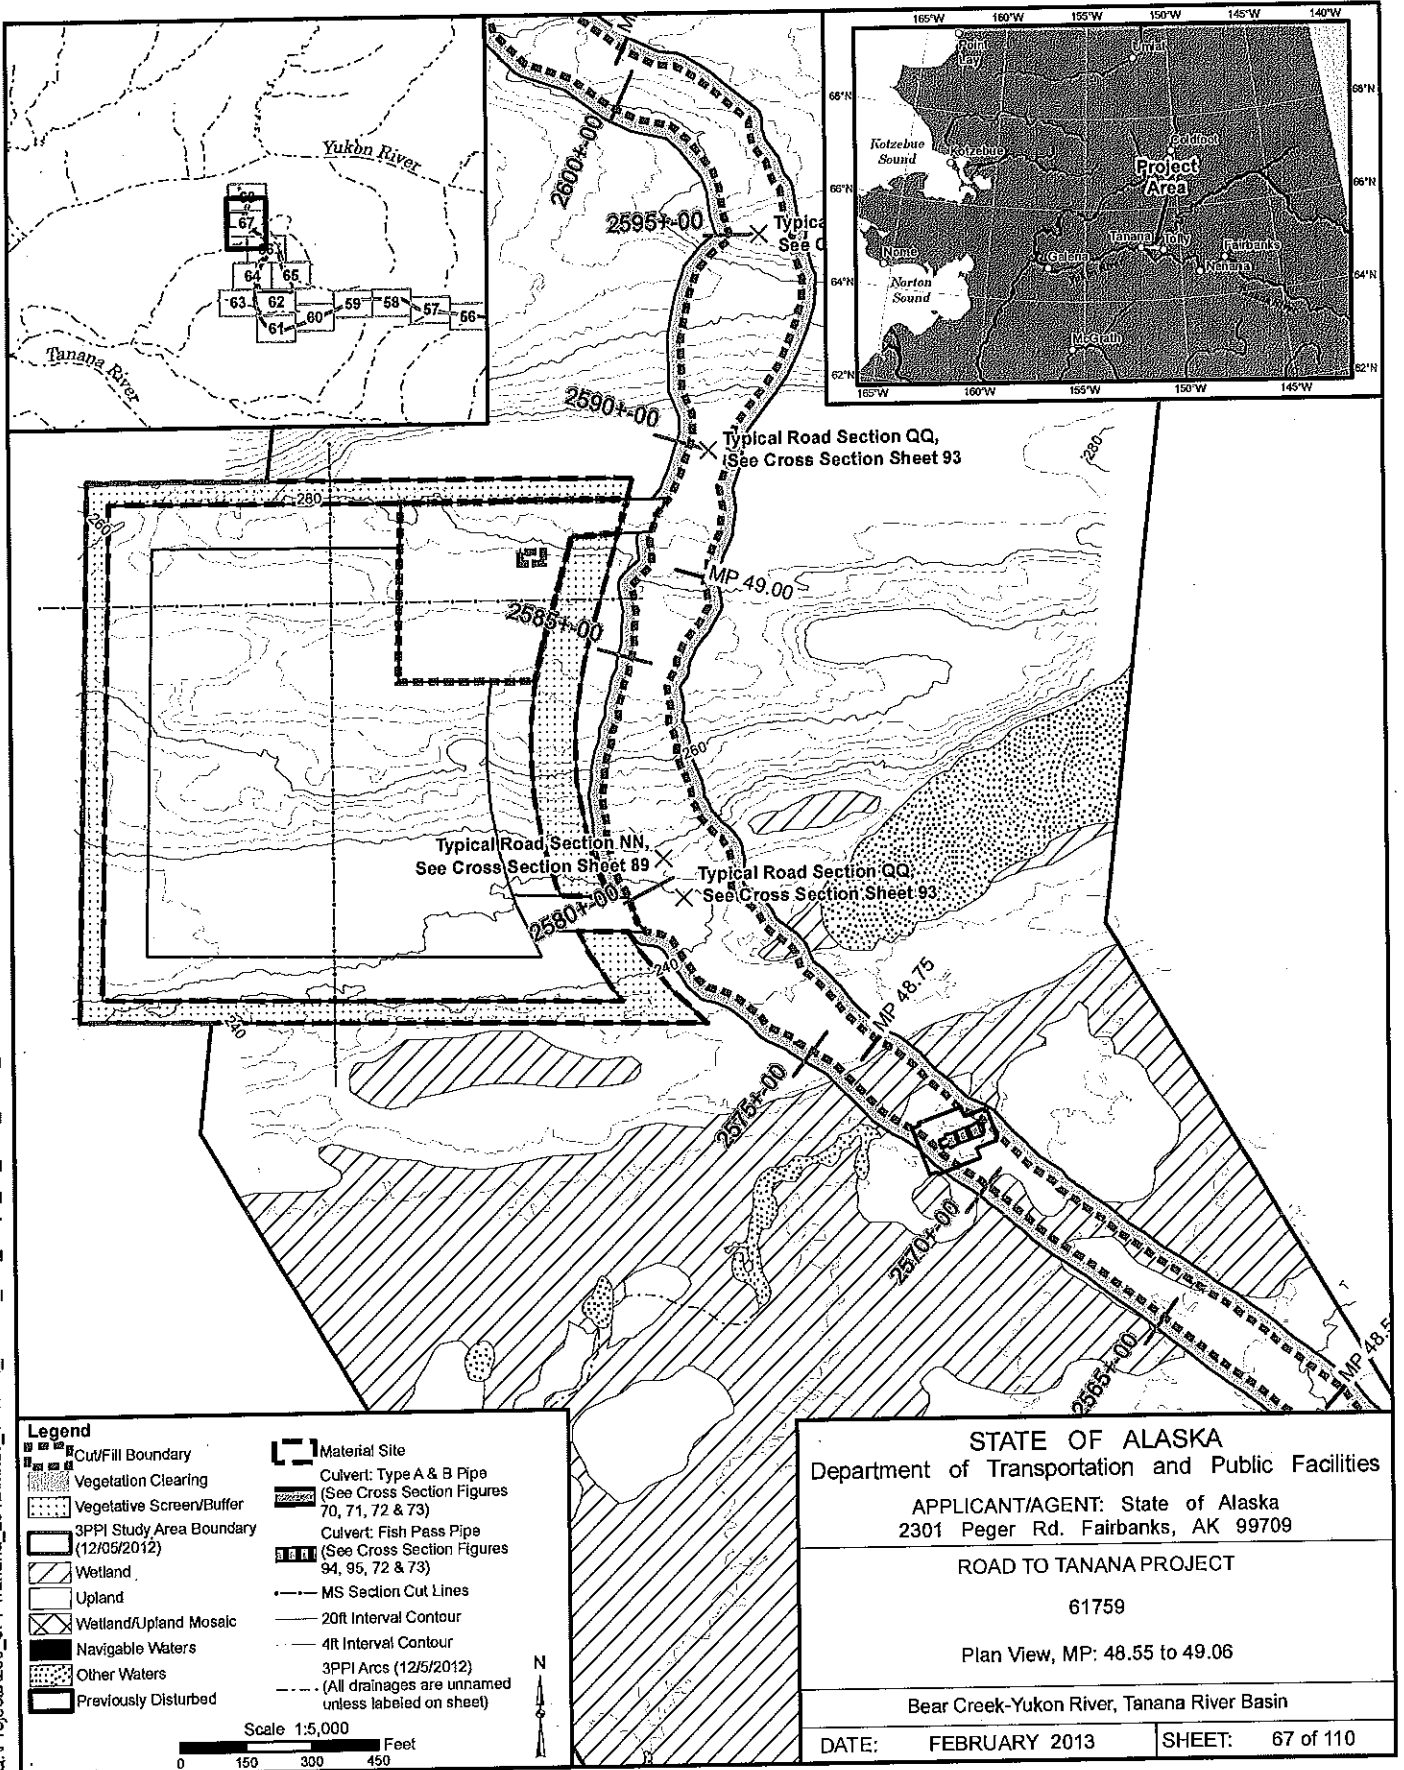 Yukon River
67
64
65
63
62
59
58
57
56
60
61
Tanana River
2600+00
2595+00
2590+00
Typical Road Section QQ,
See Cross Section Sheet 93
280
280
260
MP 49.00
2585+00
260
Typical Road Section NN,
See Cross Section Sheet 89
Typical Road Section QQ,
See Cross Section Sheet 93
2580+00
240
240
MP 48.75
2575+00
2570+00
2565+00
MP 48.5
165°W
160°W
155°W
150°W
145°W
140°W
Point
Lay
Umiat
68°N
68°N
Kotzebue
Sound
Kotzebue
Coldfoot
Project
Area
66°N
66°N
Tanana
Tofty
Fairbanks
Nome
Galena
Nenana
64°N
64°N
Norton
Sound
McGrath
62°N
62°N
165°W
160°W
155°W
150°W
145°W
Legend
Cut/Fill Boundary
Vegetation Clearing
Vegetative Screen/Buffer
3PPI Study Area Boundary
(12/05/2012)
Wetland
Upland
Wetland/Upland Mosaic
Navigable Waters
Other Waters
Previously Disturbed
Material Site
Culvert: Type A & B Pipe
(See Cross Section Figures
70, 71, 72 & 73)
Culvert: Fish Pass Pipe
(See Cross Section Figures
94, 95, 72 & 73)
MS Section Cut Lines
20ft Interval Contour
4ft Interval Contour
3PPI Arcs (12/5/2012)
(All drainages are unnamed
unless labeled on sheet)
N
Scale 1:5,000
Feet
0 150 300 450
STATE OF ALASKA
Department of Transportation and Public Facilities
APPLICANT/AGENT: State of Alaska
2301 Peger Rd. Fairbanks, AK 99709
ROAD TO TANANA PROJECT
61759
Plan View, MP: 48.55 to 49.06
Bear Creek-Yukon River, Tanana River Basin
DATE: FEBRUARY 2013
SHEET: 67 of 110